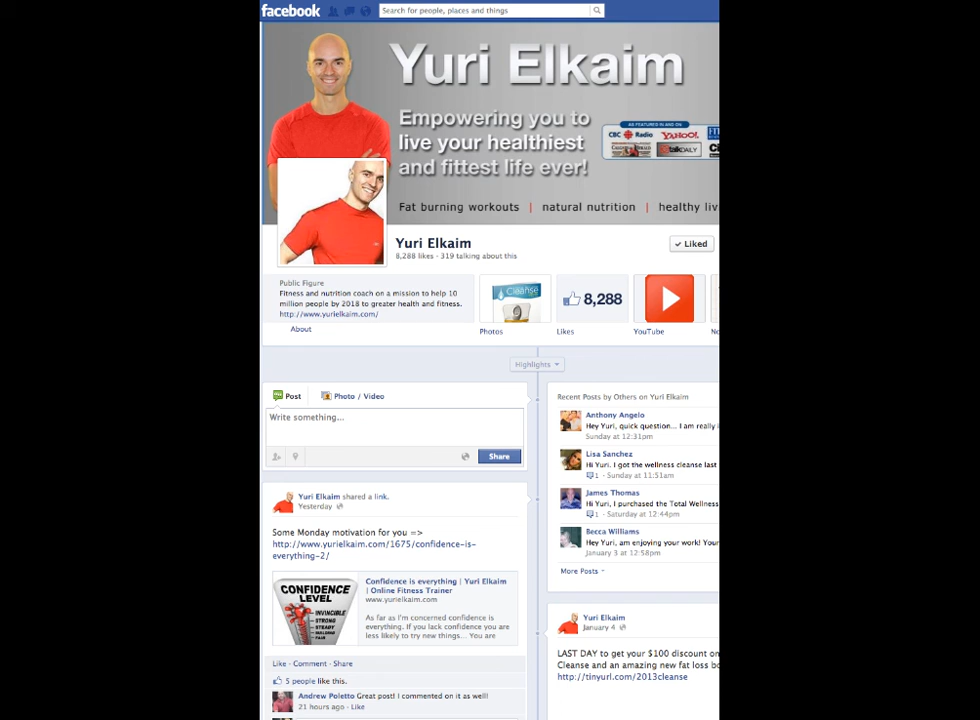 facebook
Search for people, places and things
Yuri Elkaim
Empowering you to
live your healthiest
and fittest life ever!
AS FEATURED IN AND ON
CBC Radio YAHOO!
talkDAILY
Fat burning workouts | natural nutrition | healthy liv
Yuri Elkaim
8,288 likes · 319 talking about this
Liked
Public Figure
Fitness and nutrition coach on a mission to help 10
million people by 2018 to greater health and fitness.
http://www.yurielkaim.com/
About
Cleanse
Photos
8,288
Likes
YouTube
No
Highlights
Post
Photo / Video
Write something...
Share
Yuri Elkaim shared a link.
Yesterday
Some Monday motivation for you =>
http://www.yurielkaim.com/1675/confidence-is-
everything-2/
CONFIDENCE
LEVEL
INVINCIBLE
STRONG
STEADY
BUILDING
FAIR
Confidence is everything | Yuri Elkaim
| Online Fitness Trainer
www.yurielkaim.com
As far as I'm concerned confidence is
everything. If you lack confidence you are
less likely to try new things... You are
Like · Comment · Share
5 people like this.
Andrew Poletto Great post! I commented on it as well!
21 hours ago · Like
Recent Posts by Others on Yuri Elkaim
Anthony Angelo
Hey Yuri, quick question... I am really i
Sunday at 12:31pm
Lisa Sanchez
Hi Yuri. I got the wellness cleanse last
1 · Sunday at 11:51am
James Thomas
Hi Yuri, I purchased the Total Wellness
1 · Saturday at 12:44pm
Becca Williams
Hey Yuri, am enjoying your work! Your
January 3 at 12:58pm
More Posts
Yuri Elkaim
January 4
LAST DAY to get your $100 discount on
Cleanse and an amazing new fat loss bo
http://tinyurl.com/2013cleanse